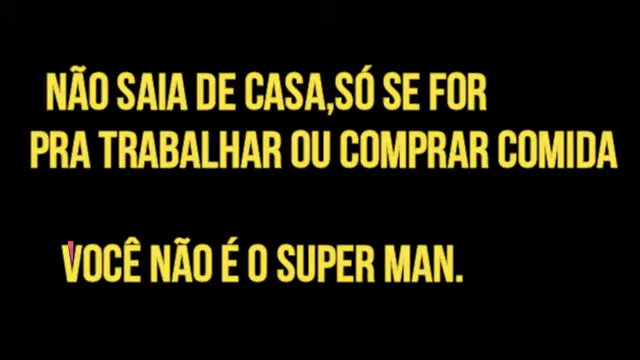 NÃO SAIA DE CASA,SÓ SE FOR
PRA TRABALHAR OU COMPRAR COMIDA
VOCÊ NÃO É O SUPER MAN.